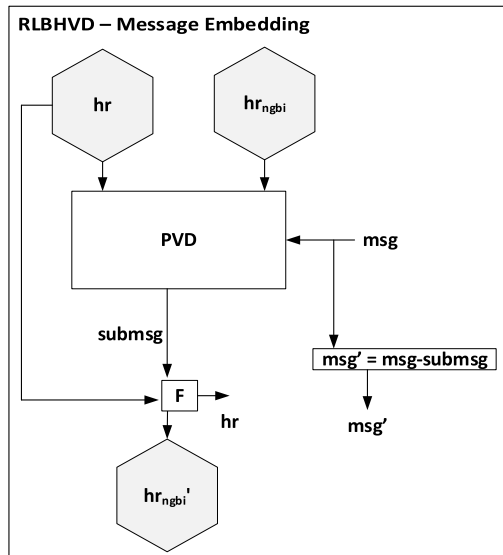 RLBHVD – Message Embedding
hr
hrngbi
PVD
msg
submsg
msg' = msg-submsg
F
hr
msg'
hrngbi'